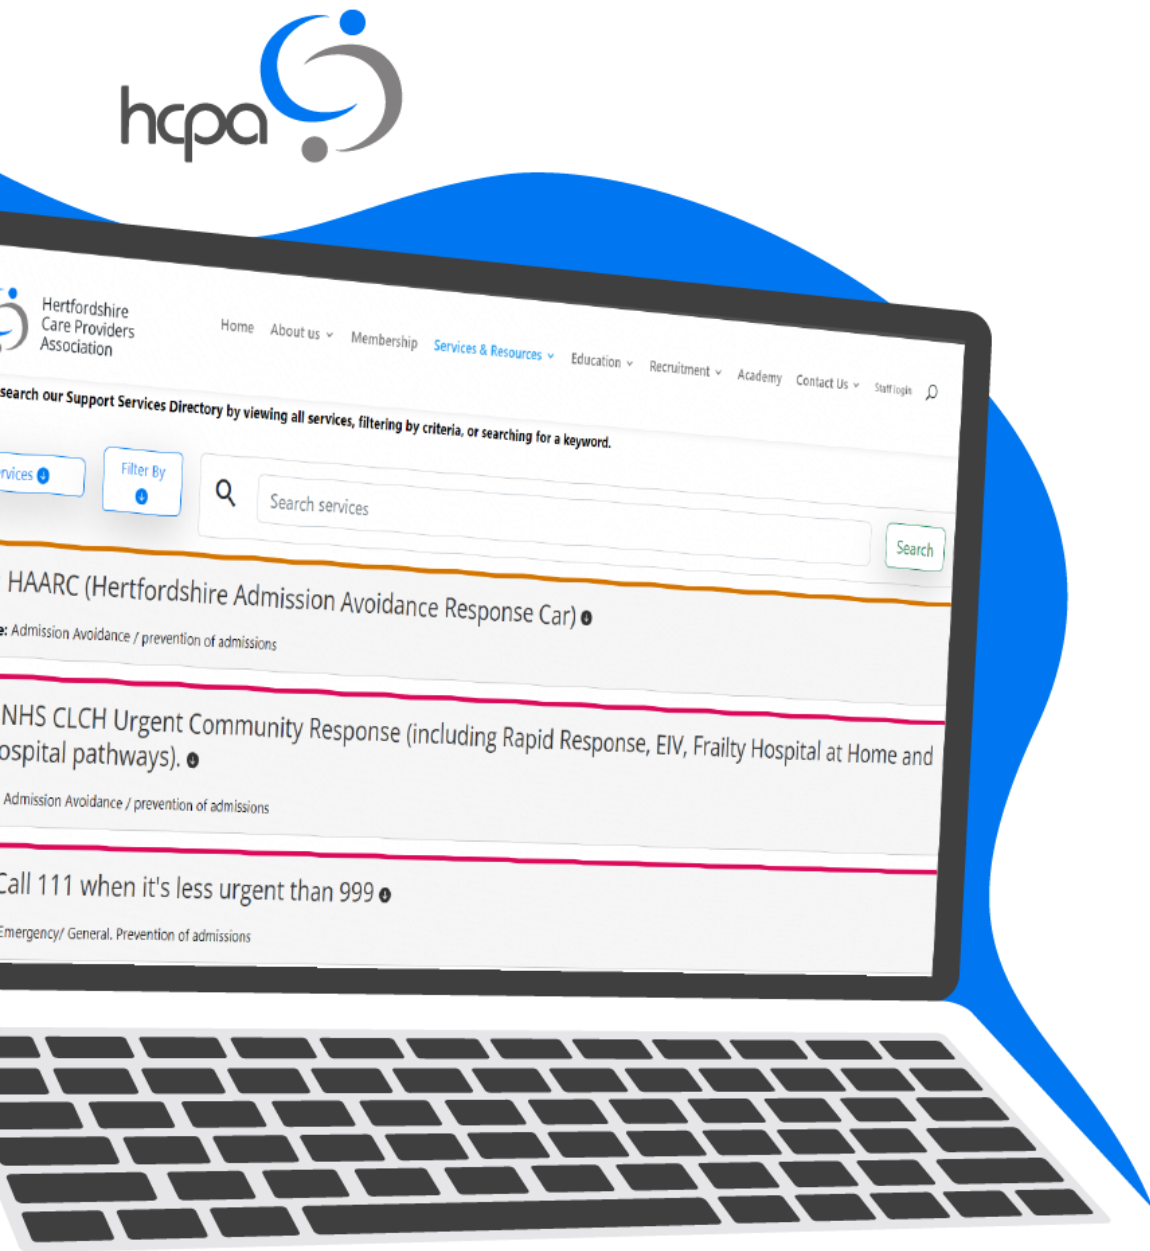 hcpa
Hertfordshire
Care Providers
Association
Home About us Membership Services & Resources Education Recruitment Academy Contact Us Staff login
search our Support Services Directory by viewing all services, filtering by criteria, or searching for a keyword.
Filter By
Search services
Search
HAARC (Hertfordshire Admission Avoidance Response Car)
Admission Avoidance / prevention of admissions
NHS CLCH Urgent Community Response (including Rapid Response, EIV, Frailty Hospital at Home and
pathways).
Admission Avoidance / prevention of admissions
Call 111 when it's less urgent than 999
Emergency/ General. Prevention of admissions